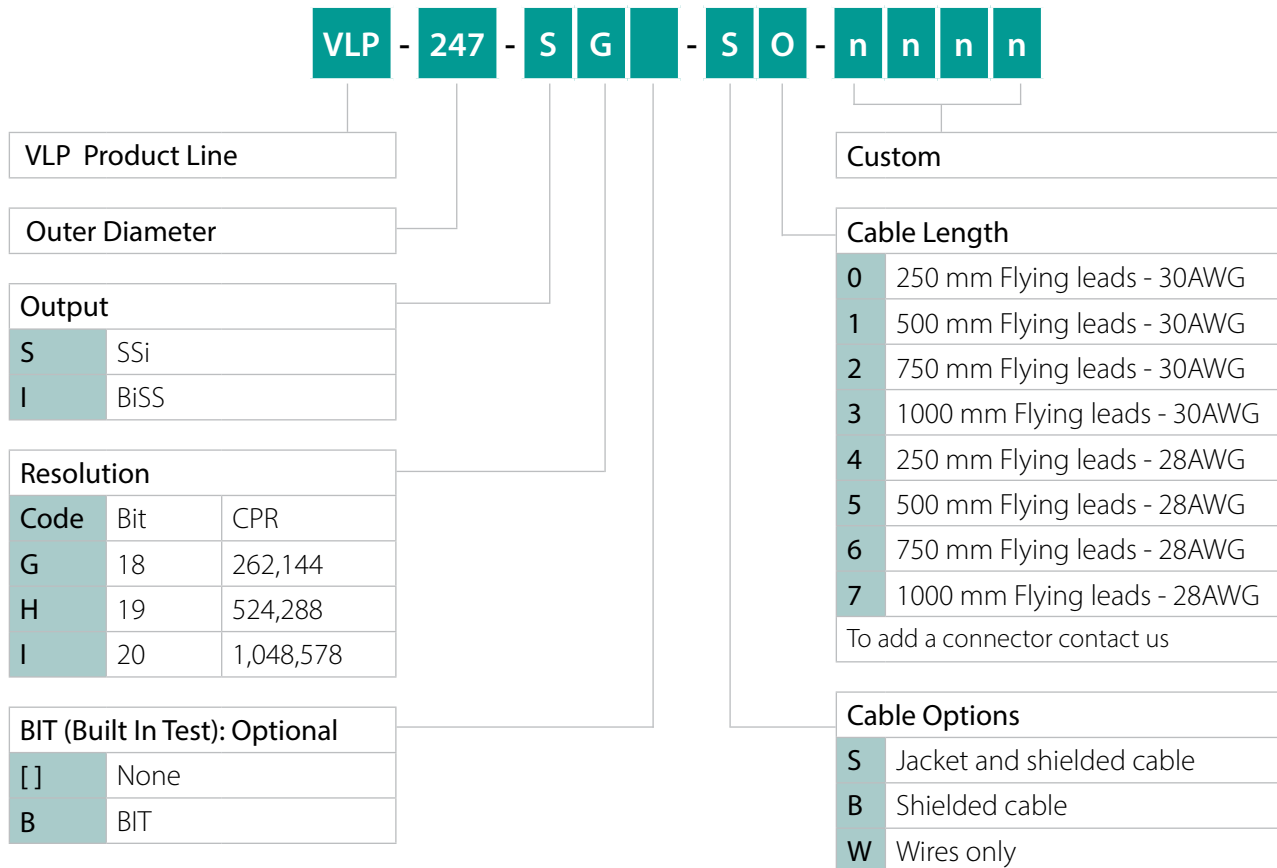 VLP - 247 - S G - S O - n n n n
VLP Product Line
Outer Diameter
Output
S SSi
I BiSS
Resolution
Code Bit CPR
G 18 262,144
H 19 524,288
I 20 1,048,578
BIT (Built In Test): Optional
[ ] None
B BIT
Custom
Cable Length
0 250 mm Flying leads - 30AWG
1 500 mm Flying leads - 30AWG
2 750 mm Flying leads - 30AWG
3 1000 mm Flying leads - 30AWG
4 250 mm Flying leads - 28AWG
5 500 mm Flying leads - 28AWG
6 750 mm Flying leads - 28AWG
7 1000 mm Flying leads - 28AWG
To add a connector contact us
Cable Options
S Jacket and shielded cable
B Shielded cable
W Wires only